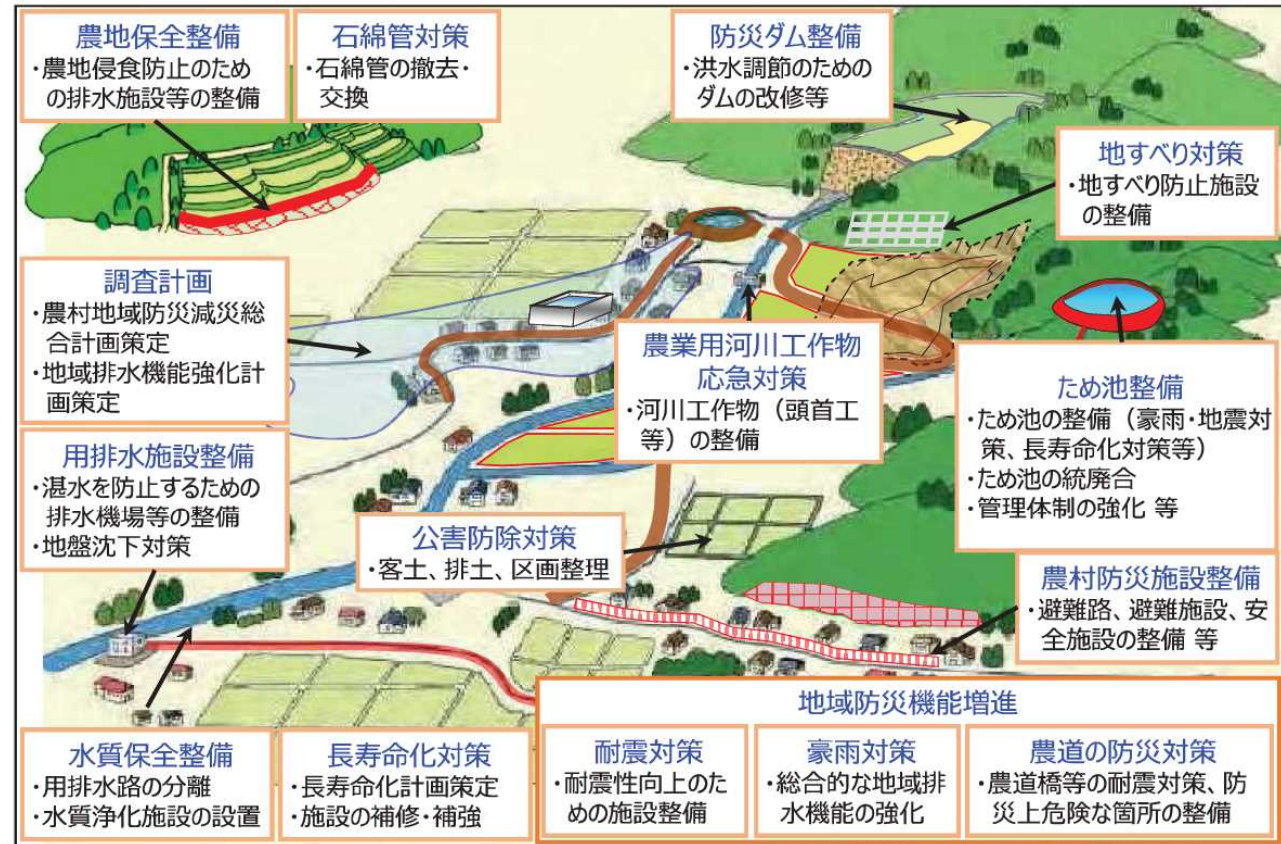 農地保全整備
・農地侵食防止のため
の排水施設等の整備
石綿管対策
・石綿管の撤去・
交換
防災ダム整備
・洪水調節のための
ダムの改修等
地すべり対策
・地すべり防止施設
の整備
調査計画
・農村地域防災減災総
合計画策定
・地域排水機能強化計
画策定
農業用河川工作物
応急対策
・河川工作物（頭首工
等）の整備
ため池整備
・ため池の整備（豪雨・地震対
策、長寿命化対策等）
・ため池の統廃合
・管理体制の強化 等
用排水施設整備
・湛水を防止するための
排水機場等の整備
・地盤沈下対策
公害防除対策
・客土、排土、区画整理
農村防災施設整備
・避難路、避難施設、安
全施設の整備 等
水質保全整備
・用排水路の分離
・水質浄化施設の設置
長寿命化対策
・長寿命化計画策定
・施設の補修・補強
地域防災機能増進
耐震対策
・耐震性向上のた
めの施設整備
豪雨対策
・総合的な地域排
水機能の強化
農道の防災対策
・農道橋等の耐震対策、防
災上危険な箇所の整備